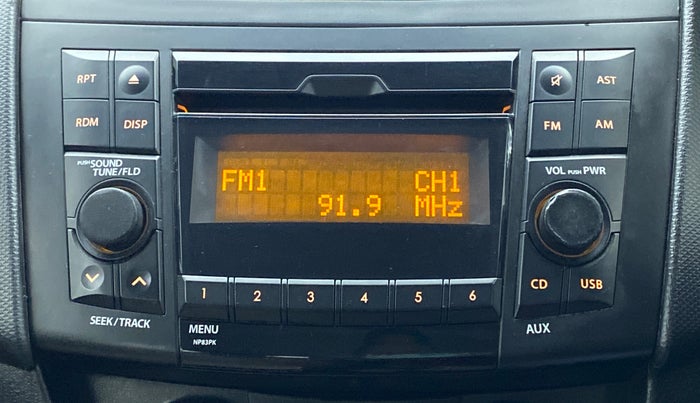 RPT
AST
RDM DISP
FM AM
PUSH SOUND
TUNE/FLD
VOL PUSH PWR
FM1 CH1
91.9 MHz
CD USB
1 2 3 4 5 6
SEEK/TRACK
MENU
AUX
NP83PK